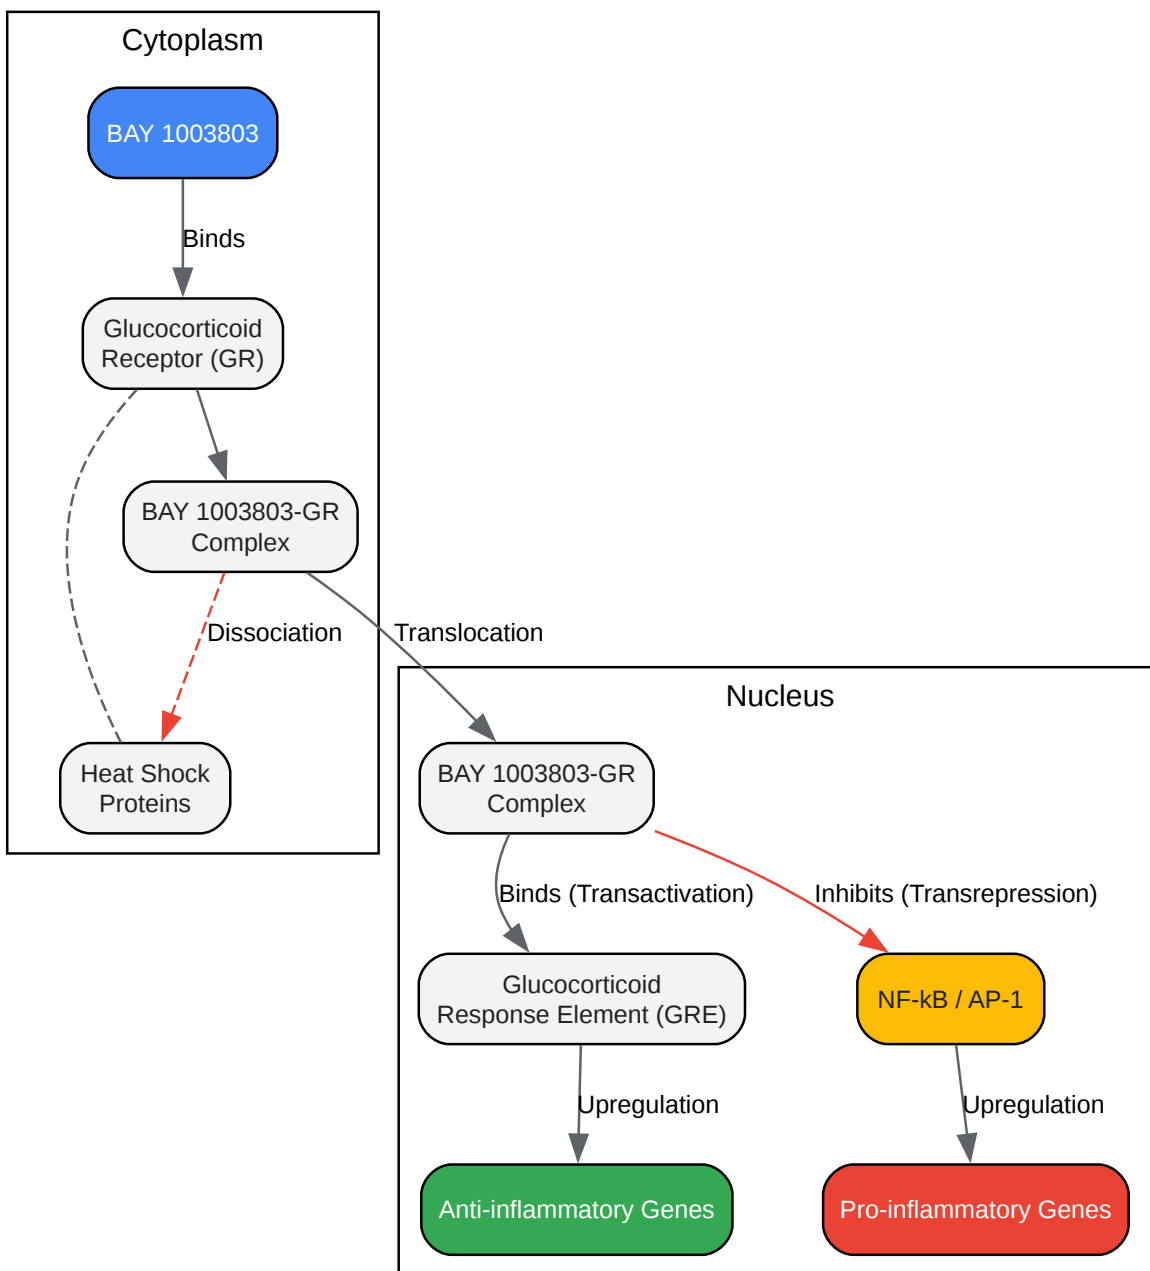 Cytoplasm
BAY 1003803
Binds
Glucocorticoid
Receptor (GR)
BAY 1003803-GR
Complex
Dissociation
Translocation
Heat Shock
Proteins
Nucleus
BAY 1003803-GR
Complex
Binds (Transactivation)
Inhibits (Transrepression)
Glucocorticoid
Response Element (GRE)
NF-kB / AP-1
Upregulation
Upregulation
Anti-inflammatory Genes
Pro-inflammatory Genes